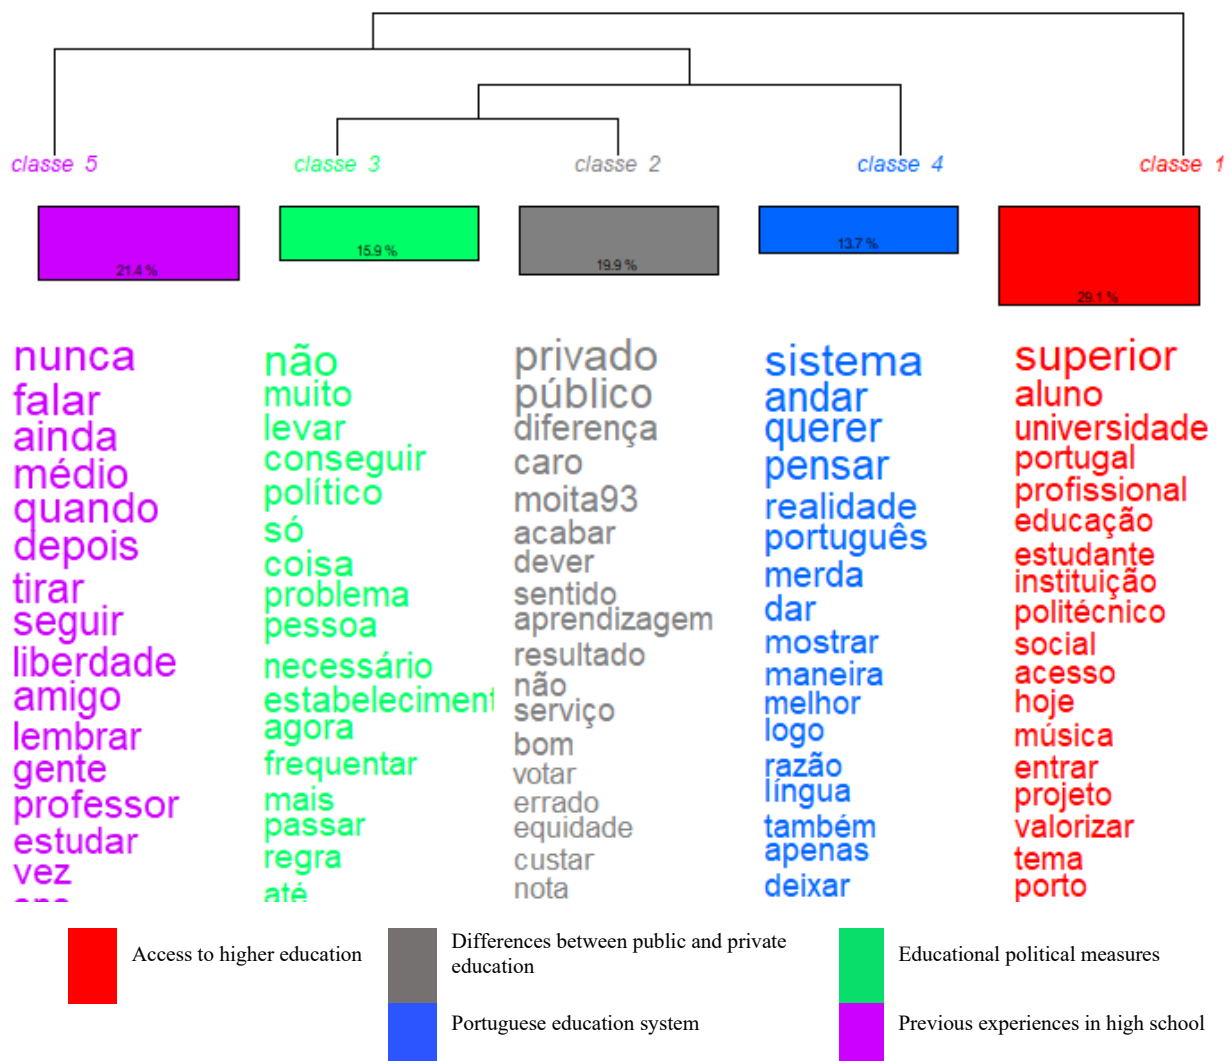 classe 5
classe 3
classe 2
classe 4
classe 1
21.4 %
15.9 %
19.9 %
13.7 %
29.1 %
nunca
falar
ainda
médio
quando
depois
tirar
seguir
liberdade
amigo
lembrar
gente
professor
estudar
vez
não
muito
levar
conseguir
político
só
coisa
problema
pessoa
necessário
estabeleciment
agora
frequentar
mais
passar
regra
até
privado
público
diferença
caro
moita93
acabar
dever
sentido
aprendizagem
resultado
não
serviço
bom
votar
errado
equidade
custar
nota
sistema
andar
querer
pensar
realidade
português
merda
dar
mostrar
maneira
melhor
logo
razão
língua
também
apenas
deixar
superior
aluno
universidade
portugal
profissional
educação
estudante
instituição
politécnico
social
acesso
hoje
música
entrar
projeto
valorizar
tema
porto
Access to higher education
Differences between public and private
education
Educational political measures
Portuguese education system
Previous experiences in high school